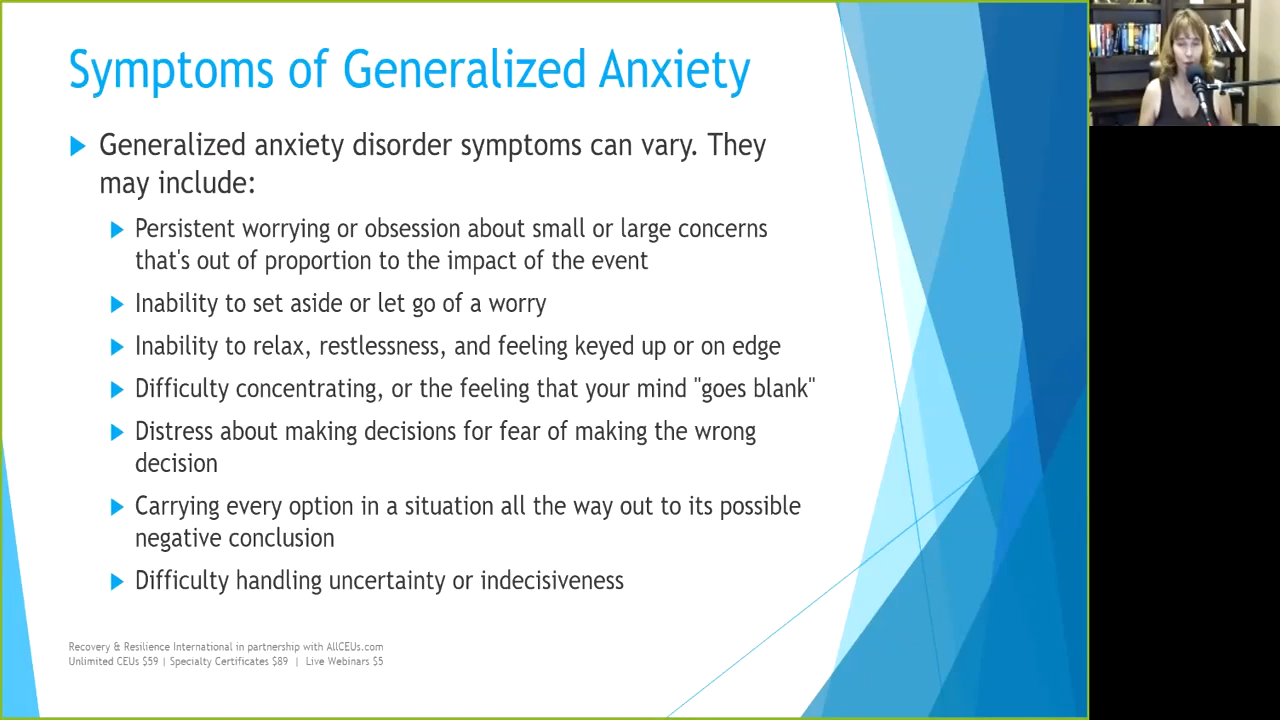 Symptoms of Generalized Anxiety
Generalized anxiety disorder symptoms can vary. They
may include:
Persistent worrying or obsession about small or large concerns
that's out of proportion to the impact of the event
Inability to set aside or let go of a worry
Inability to relax, restlessness, and feeling keyed up or on edge
Difficulty concentrating, or the feeling that your mind "goes blank"
Distress about making decisions for fear of making the wrong
decision
Carrying every option in a situation all the way out to its possible
negative conclusion
Difficulty handling uncertainty or indecisiveness
Recovery & Resilience International in partnership with AllCEUs.com
Unlimited CEUs $59 | Specialty Certificates $89 | Live Webinars $5